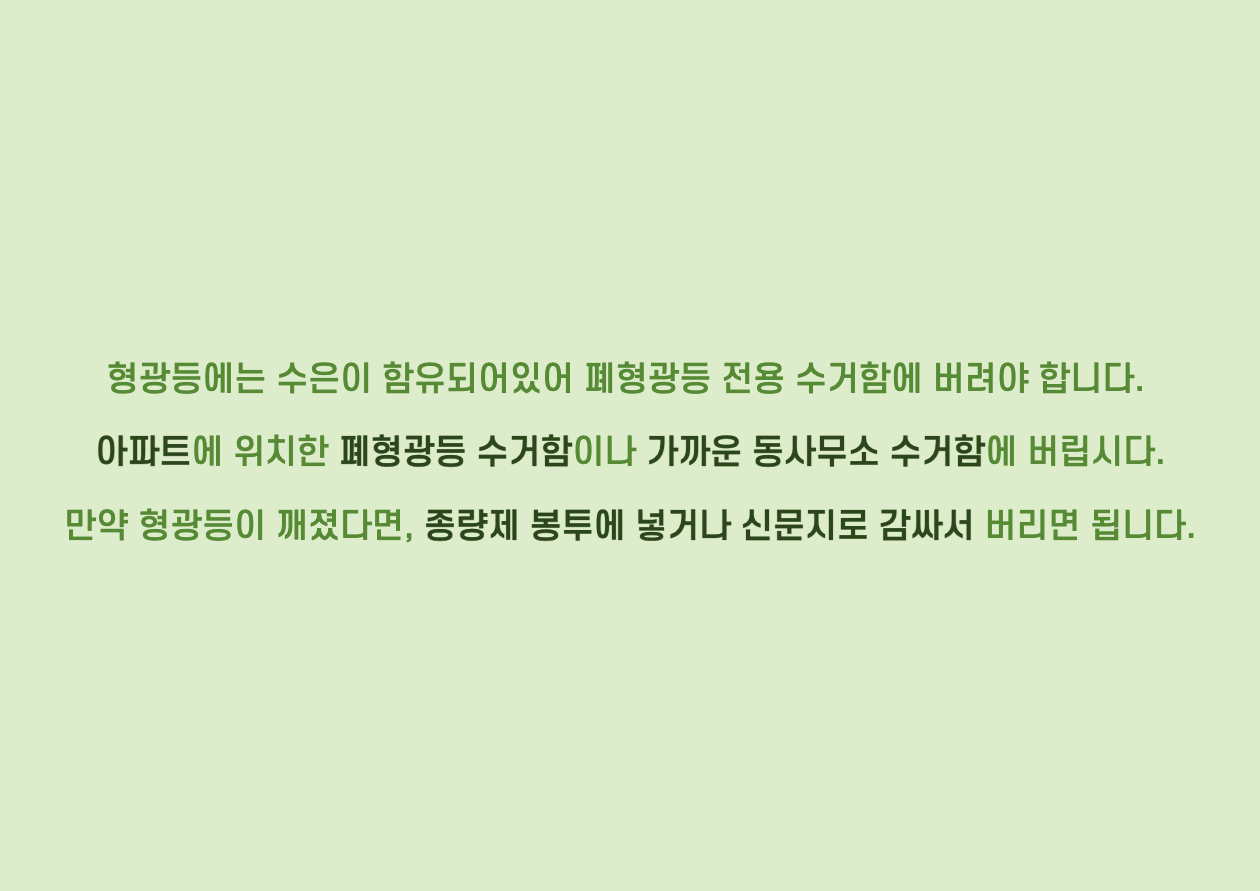 형광등에는 수은이 함유되어있어 폐형광등 전용 수거함에 버려야 합니다.
아파트에 위치한 폐형광등 수거함이나 가까운 동사무소 수거함에 버립시다.
만약 형광등이 깨졌다면, 종량제 봉투에 넣거나 신문지로 감싸서 버리면 됩니다.